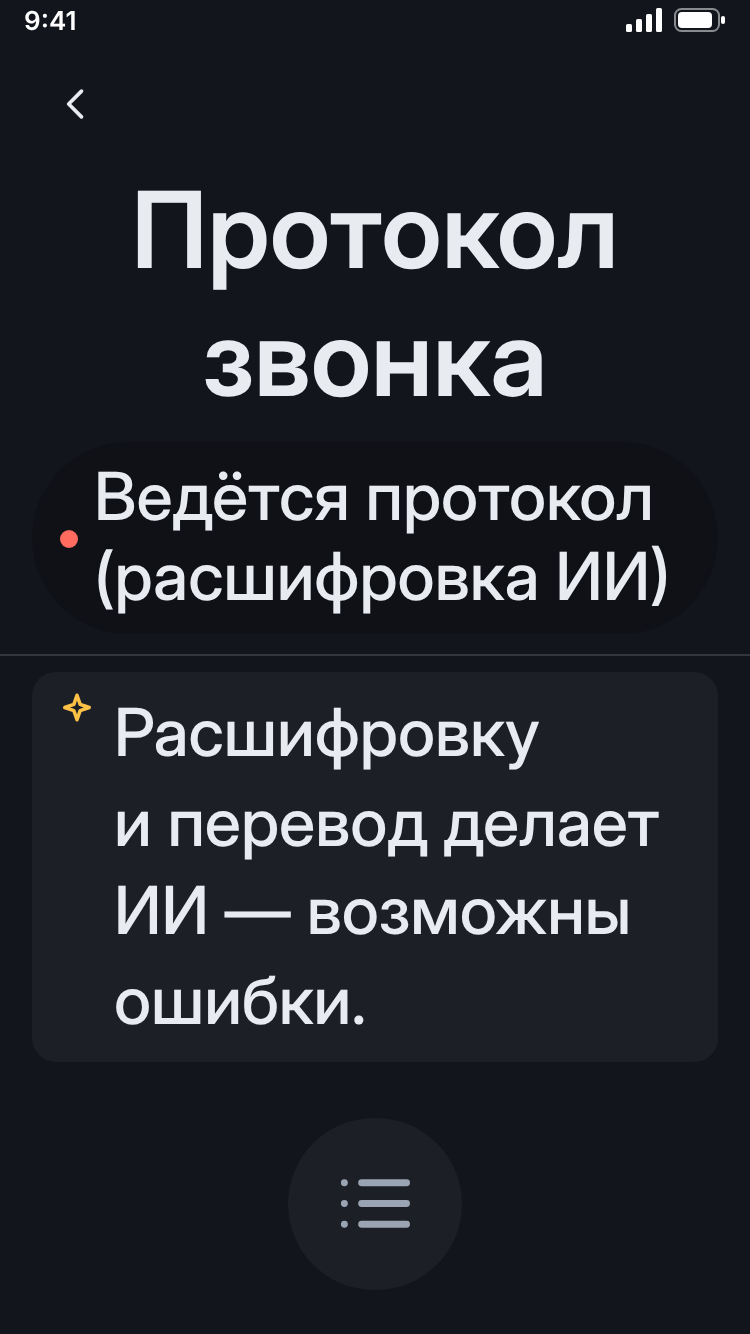 9:41
Протокол
звонка
Ведётся протокол
(расшифровка ИИ)
Расшифровку
и перевод делает
ИИ — возможны
ошибки.